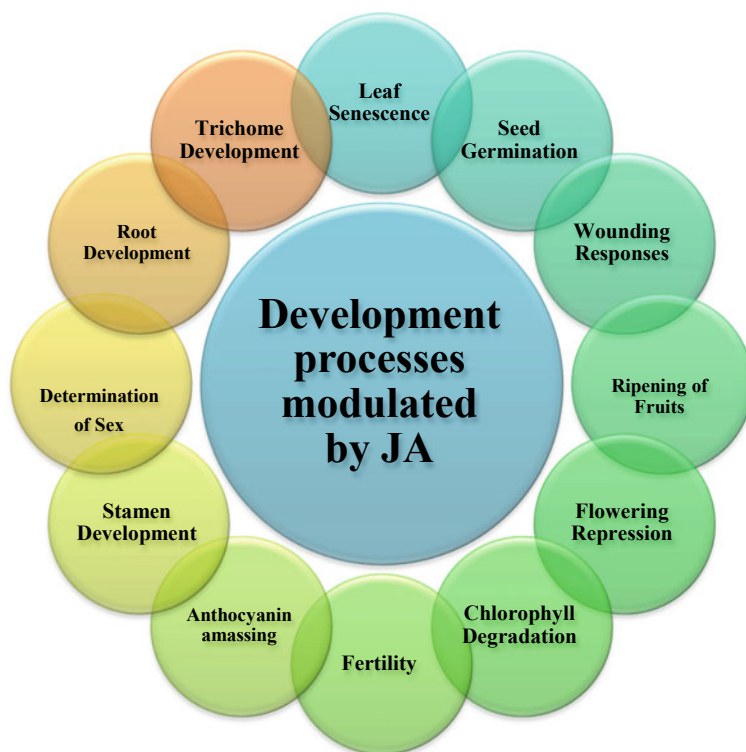 Leaf
Senescence
Seed
Germination
Wounding
Responses
Ripening of
Fruits
Flowering
Repression
Chlorophyll
Degradation
Fertility
Anthocyanin
amassing
Stamen
Development
Determination
of Sex
Root
Development
Trichome
Development
Development
processes
modulated
by JA